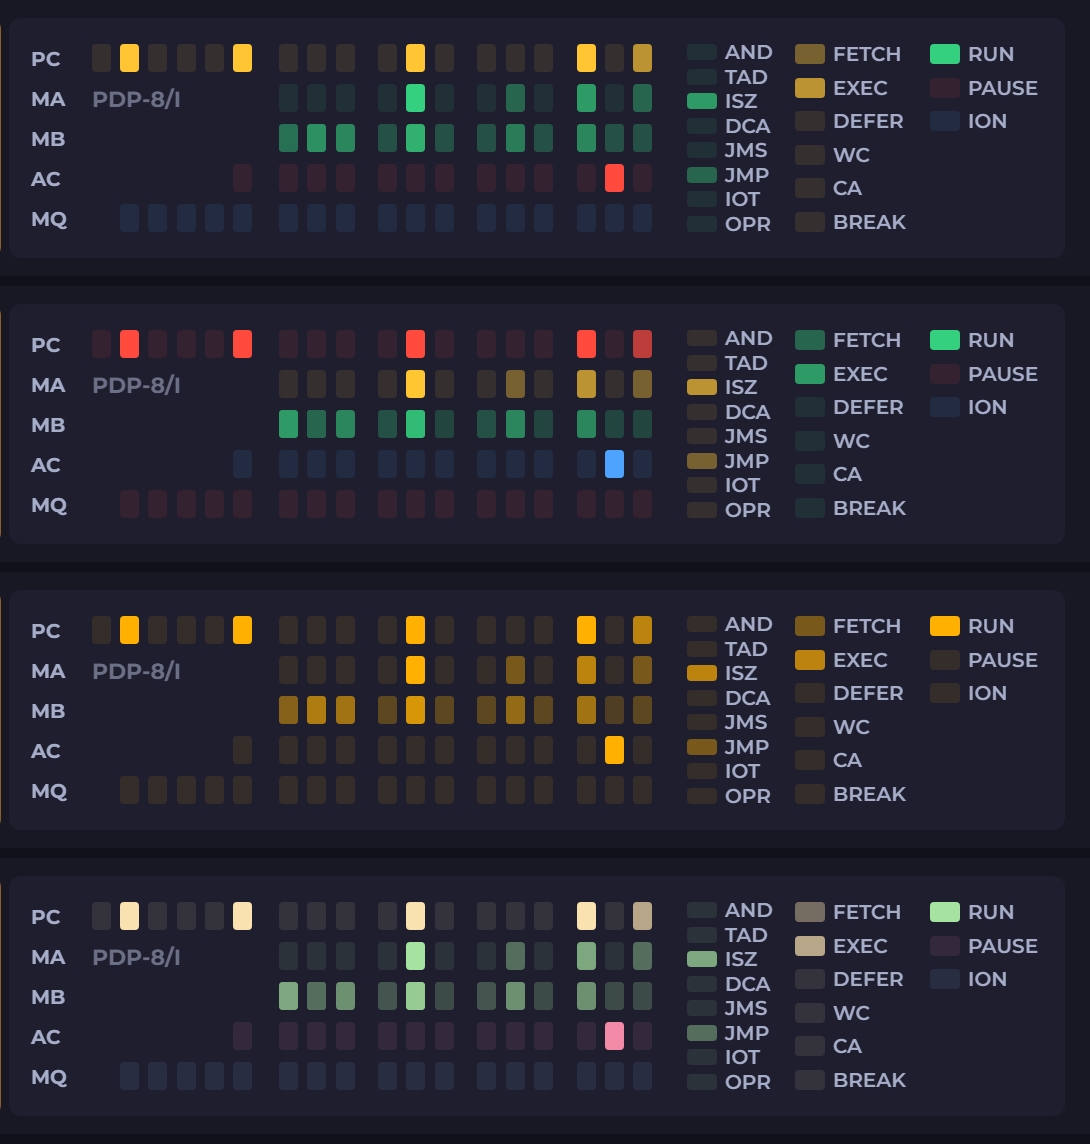 PC AND FETCH RUN
MA PDP-8/I TAD EXEC PAUSE
MB ISZ DEFER ION
AC DCA WC
MQ JMS CA
JMP BREAK
IOT
OPR
PC AND FETCH RUN
MA PDP-8/I TAD EXEC PAUSE
MB ISZ DEFER ION
AC DCA WC
MQ JMS CA
JMP BREAK
IOT
OPR
PC AND FETCH RUN
MA PDP-8/I TAD EXEC PAUSE
MB ISZ DEFER ION
AC DCA WC
MQ JMS CA
JMP BREAK
IOT
OPR
PC AND FETCH RUN
MA PDP-8/I TAD EXEC PAUSE
MB ISZ DEFER ION
AC DCA WC
MQ JMS CA
JMP BREAK
IOT
OPR